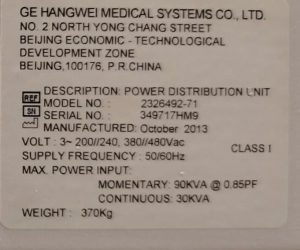 GE HANGWEI MEDICAL SYSTEMS CO., LTD.
NO. 2 NORTH YONG CHANG STREET
BEIJING ECONOMIC - TECHNOLOGICAL
DEVELOPMENT ZONE
BEIJING,100176, P.R.CHINA
DESCRIPTION: POWER DISTRIBUTION UNIT
REF MODEL NO. : 2326492-71
SN SERIAL NO. : 349717HM9
MANUFACTURED : October 2013
VOLT : 3~ 200//240, 380//480Vac
CLASS I
SUPPLY FREQUENCY : 50/60Hz
MAX. POWER INPUT:
MOMENTARY: 90KVA @ 0.85PF
CONTINUOUS: 30KVA
WEIGHT : 370Kg